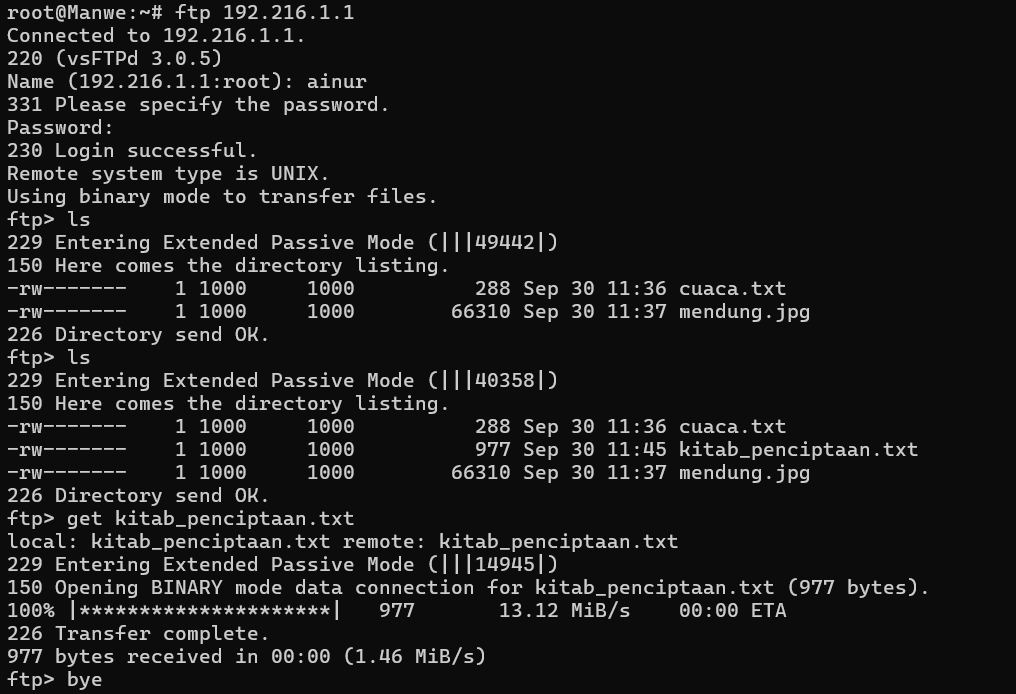 root@Manwe:~# ftp 192.216.1.1
Connected to 192.216.1.1.
220 (vsFTPd 3.0.5)
Name (192.216.1.1:root): ainur
331 Please specify the password.
Password:
230 Login successful.
Remote system type is UNIX.
Using binary mode to transfer files.
ftp> ls
229 Entering Extended Passive Mode (|||49442|)
150 Here comes the directory listing.
-rw-------    1 1000     1000          288 Sep 30 11:36 cuaca.txt
-rw-------    1 1000     1000        66310 Sep 30 11:37 mendung.jpg
226 Directory send OK.
ftp> ls
229 Entering Extended Passive Mode (|||40358|)
150 Here comes the directory listing.
-rw-------    1 1000     1000          288 Sep 30 11:36 cuaca.txt
-rw-------    1 1000     1000          977 Sep 30 11:45 kitab_penciptaan.txt
-rw-------    1 1000     1000        66310 Sep 30 11:37 mendung.jpg
226 Directory send OK.
ftp> get kitab_penciptaan.txt
local: kitab_penciptaan.txt remote: kitab_penciptaan.txt
229 Entering Extended Passive Mode (|||14945|)
150 Opening BINARY mode data connection for kitab_penciptaan.txt (977 bytes).
100% |*********************|   977       13.12 MiB/s    00:00 ETA
226 Transfer complete.
977 bytes received in 00:00 (1.46 MiB/s)
ftp> bye